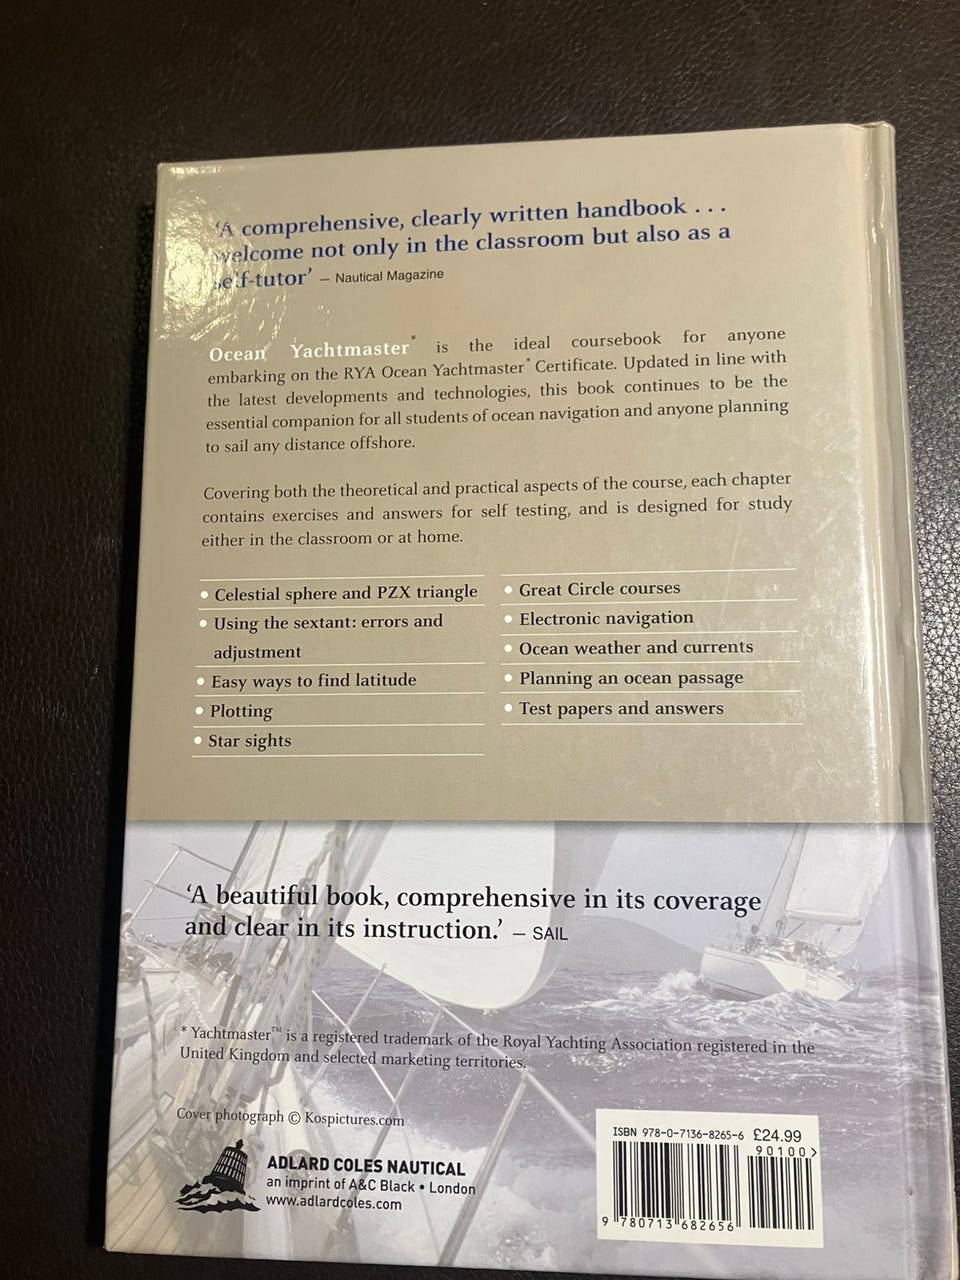 ‘A comprehensive, clearly written handbook . . .
welcome not only in the classroom but also as a
self-tutor’ – Nautical Magazine
Ocean Yachtmaster* is the ideal coursebook for anyone
embarking on the RYA Ocean Yachtmaster* Certificate. Updated in line with
the latest developments and technologies, this book continues to be the
essential companion for all students of ocean navigation and anyone planning
to sail any distance offshore.
Covering both the theoretical and practical aspects of the course, each chapter
contains exercises and answers for self testing, and is designed for study
either in the classroom or at home.
• Celestial sphere and PZX triangle
• Using the sextant: errors and
adjustment
• Easy ways to find latitude
• Plotting
• Star sights
• Great Circle courses
• Electronic navigation
• Ocean weather and currents
• Planning an ocean passage
• Test papers and answers
‘A beautiful book, comprehensive in its coverage
and clear in its instruction.’ – SAIL
* Yachtmaster™ is a registered trademark of the Royal Yachting Association registered in the
United Kingdom and selected marketing territories.
Cover photograph © Kospictures.com
ADLARD COLES NAUTICAL
an imprint of A&C Black • London
www.adlardcoles.com
ISBN 978-0-7136-8265-6 £24.99
90100>
9 780713 682656